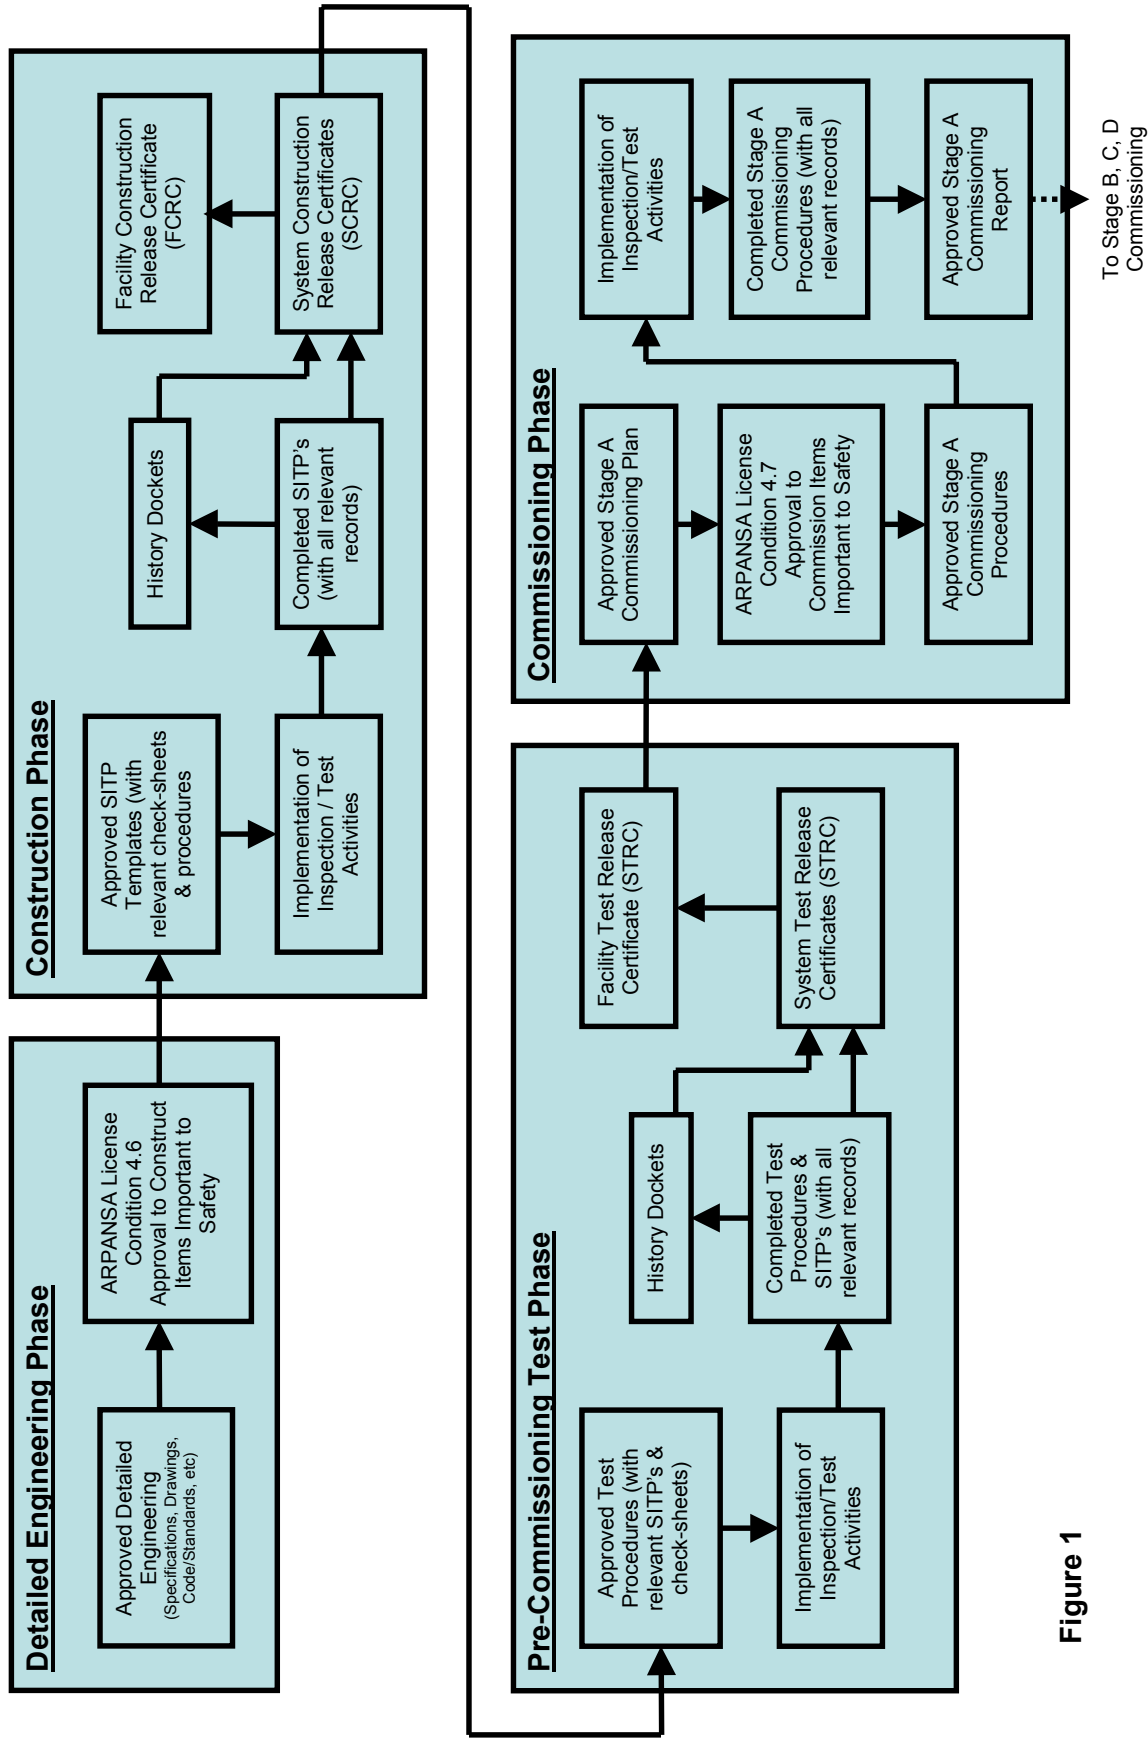 Detailed Engineering Phase
Approved Detailed
Engineering
(Specifications, Drawings,
Code/Standards, etc)
ARPANSA License
Condition 4.6
Approval to Construct
Items Important to
Safety
Construction Phase
Approved SITP
Templates (with
relevant check-sheets
& procedures
Implementation of
Inspection / Test
Activities
History Dockets
Completed SITP's
(with all relevant
records)
Facility Construction
Release Certificate
(FCRC)
System Construction
Release Certificates
(SCRC)
Pre-Commissioning Test Phase
Approved Test
Procedures (with
relevant SITP's &
check-sheets)
Implementation of
Inspection/Test
Activities
History Dockets
Completed Test
Procedures &
SITP's (with all
relevant records)
Facility Test Release
Certificate (STRC)
System Test Release
Certificates (STRC)
Commissioning Phase
Approved Stage A
Commissioning Plan
ARPANSA License
Condition 4.7
Approval to
Commission Items
Important to Safety
Approved Stage A
Commissioning
Procedures
Implementation of
Inspection/Test
Activities
Completed Stage A
Commissioning
Procedures (with all
relevant records)
Approved Stage A
Commissioning
Report
To Stage B, C, D
Commissioning
Figure 1